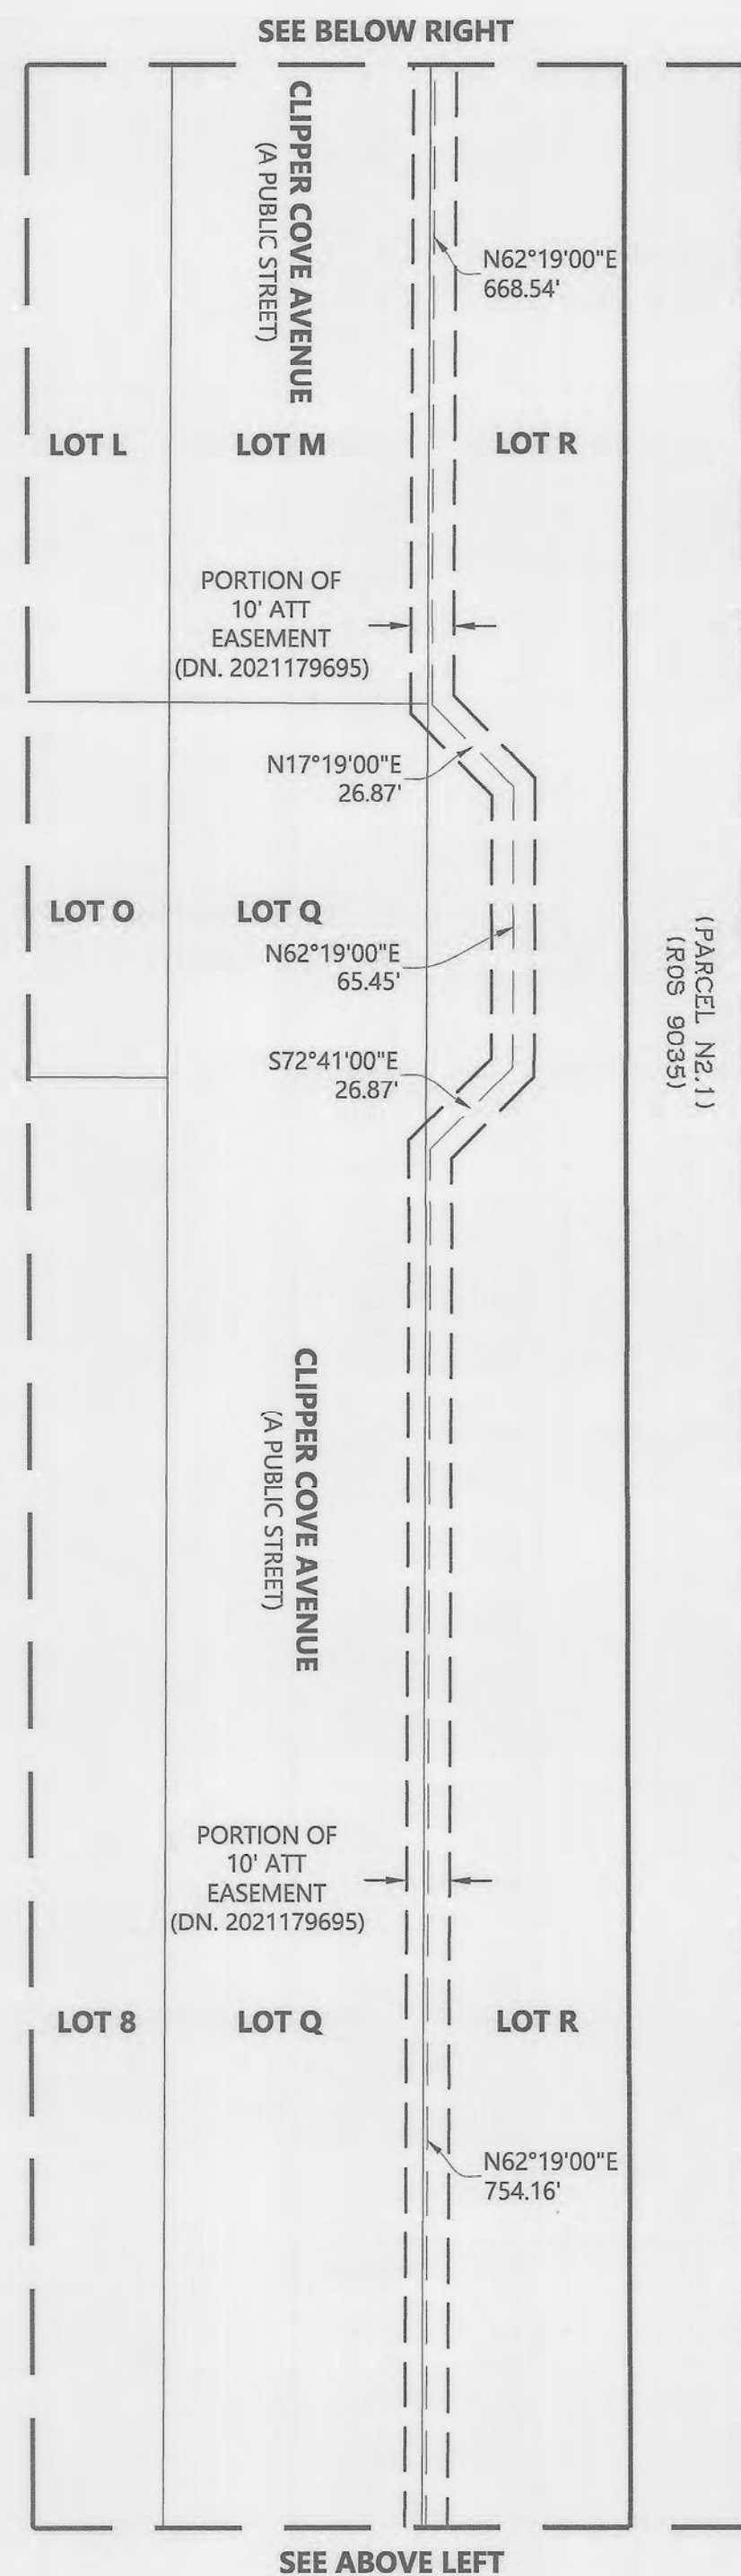 SEE BELOW RIGHT
CLIPPER COVE AVENUE
(A PUBLIC STREET)
N62°19'00"E
668.54'
LOT L
LOT M
LOT R
PORTION OF
10' ATT
EASEMENT
(DN. 2021179695)
N17°19'00"E
26.87'
LOT O
LOT Q
N62°19'00"E
65.45'
(PARCEL N2.1)
(ROS 9035)
S72°41'00"E
26.87'
CLIPPER COVE AVENUE
(A PUBLIC STREET)
PORTION OF
10' ATT
EASEMENT
(DN. 2021179695)
LOT 8
LOT Q
LOT R
N62°19'00"E
754.16'
SEE ABOVE LEFT